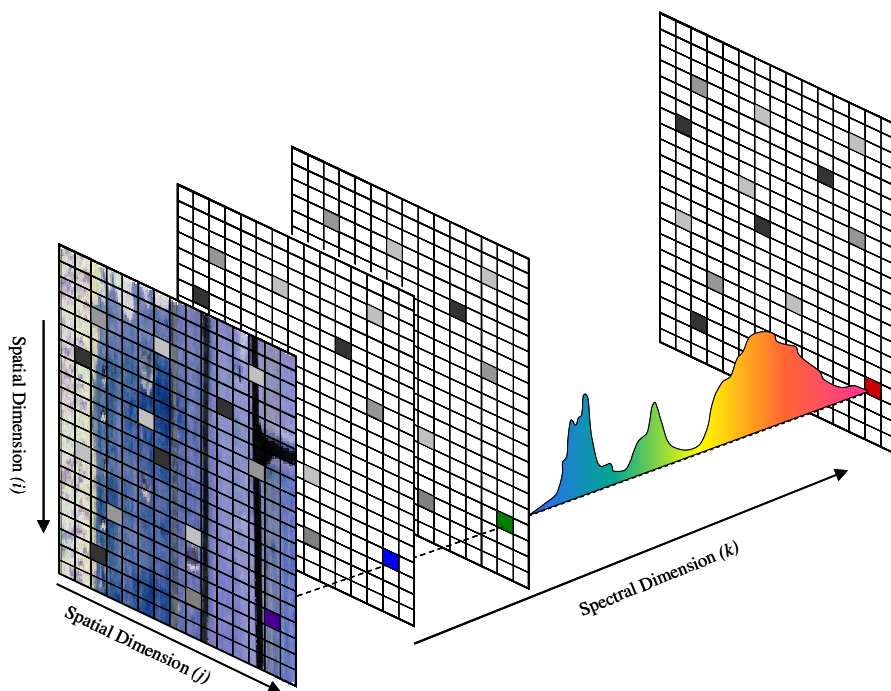 Spatial Dimension (i)
Spatial Dimension (j)
Spectral Dimension (k)